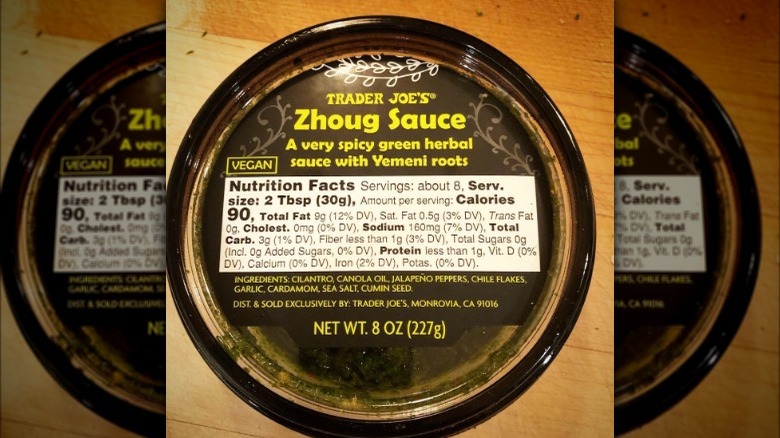 TRADER JOE'S®
Zhoug Sauce
A very spicy green herbal
sauce with Yemeni roots
VEGAN
Nutrition Facts Servings: about 8, Serv.
size: 2 Tbsp (30g), Amount per serving: Calories
90, Total Fat 9g (12% DV), Sat. Fat 0.5g (3% DV), Trans Fat
0g, Cholest. 0mg (0% DV), Sodium 160mg (7% DV), Total
Carb. 3g (1% DV), Fiber less than 1g (3% DV), Total Sugars 0g
(Incl. 0g Added Sugars, 0% DV), Protein less than 1g, Vit. D (0%
DV), Calcium (0% DV), Iron (2% DV), Potas. (0% DV).
INGREDIENTS: CILANTRO, CANOLA OIL, JALAPEÑO PEPPERS, CHILE FLAKES,
GARLIC, CARDAMOM, SEA SALT, CUMIN SEED.
DIST. & SOLD EXCLUSIVELY BY: TRADER JOE'S, MONROVIA, CA 91016
NET WT. 8 OZ (227g)